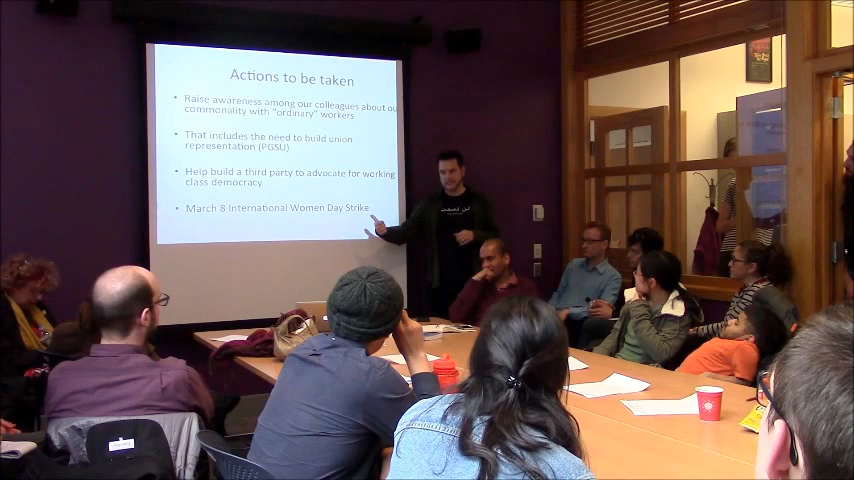 Actions to be taken
• Raise awareness among our colleagues about ou
commonality with "ordinary" workers
• That includes the need to build union
representation (PGSU)
• Help build a third party to advocate for working
class democracy
• March 8 International Women Day Strike